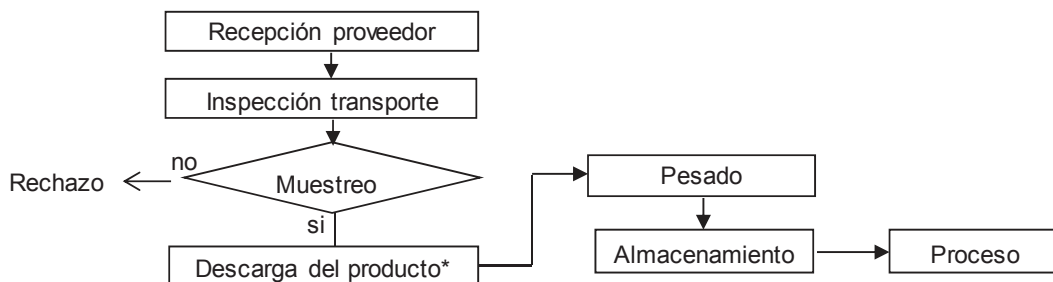 Recepción proveedor
Inspección transporte
no
Rechazo
Muestreo
si
Descarga del producto*
Pesado
Almacenamiento
Proceso